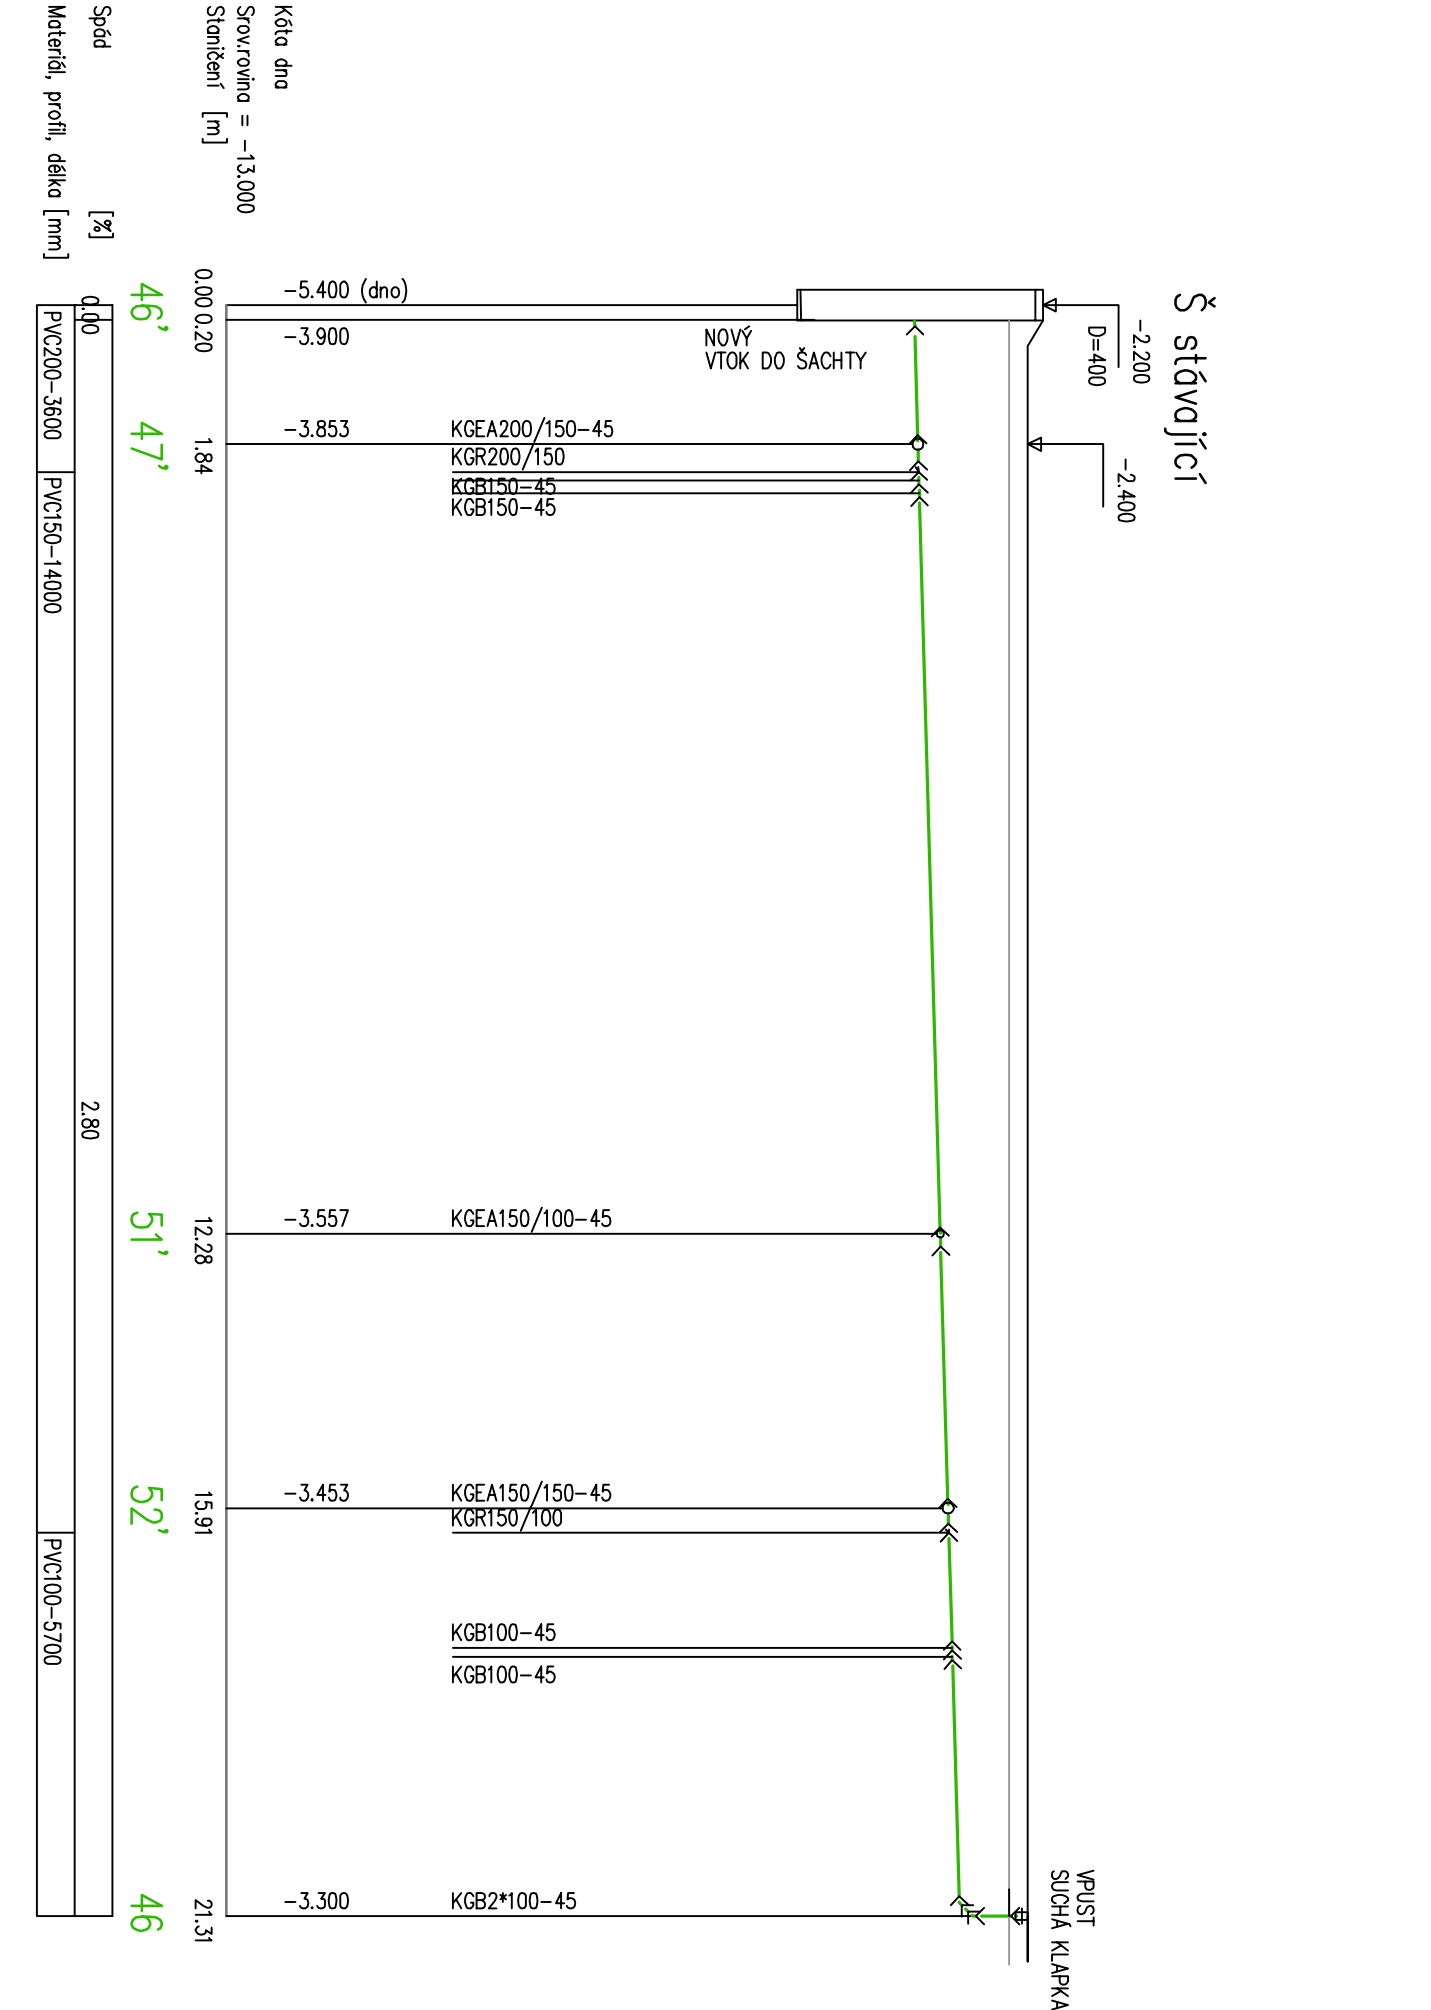 Š stávající
-2.200
D=400
-2.400
VPUST
SUCHÁ KLAPKA
NOVÝ
VTOK DO ŠACHTY
KGEA200/150-45
KGR200/150
KGB150-45
KGB150-45
KGEA150/100-45
KGEA150/150-45
KGR150/100
KGB100-45
KGB100-45
KGB2*100-45
Kóta dna
-5.400 (dno)
-3.900
-3.853
-3.557
-3.453
-3.300
Srov.rovina = -13.000
Staničení [m]
0.00
0.20
1.84
12.28
15.91
21.31
46’
47’
51’
52’
46
Spád [%]
0.00
2.80
Materiál, profil, délka [mm]
PVC200-3600
PVC150-14000
PVC100-5700